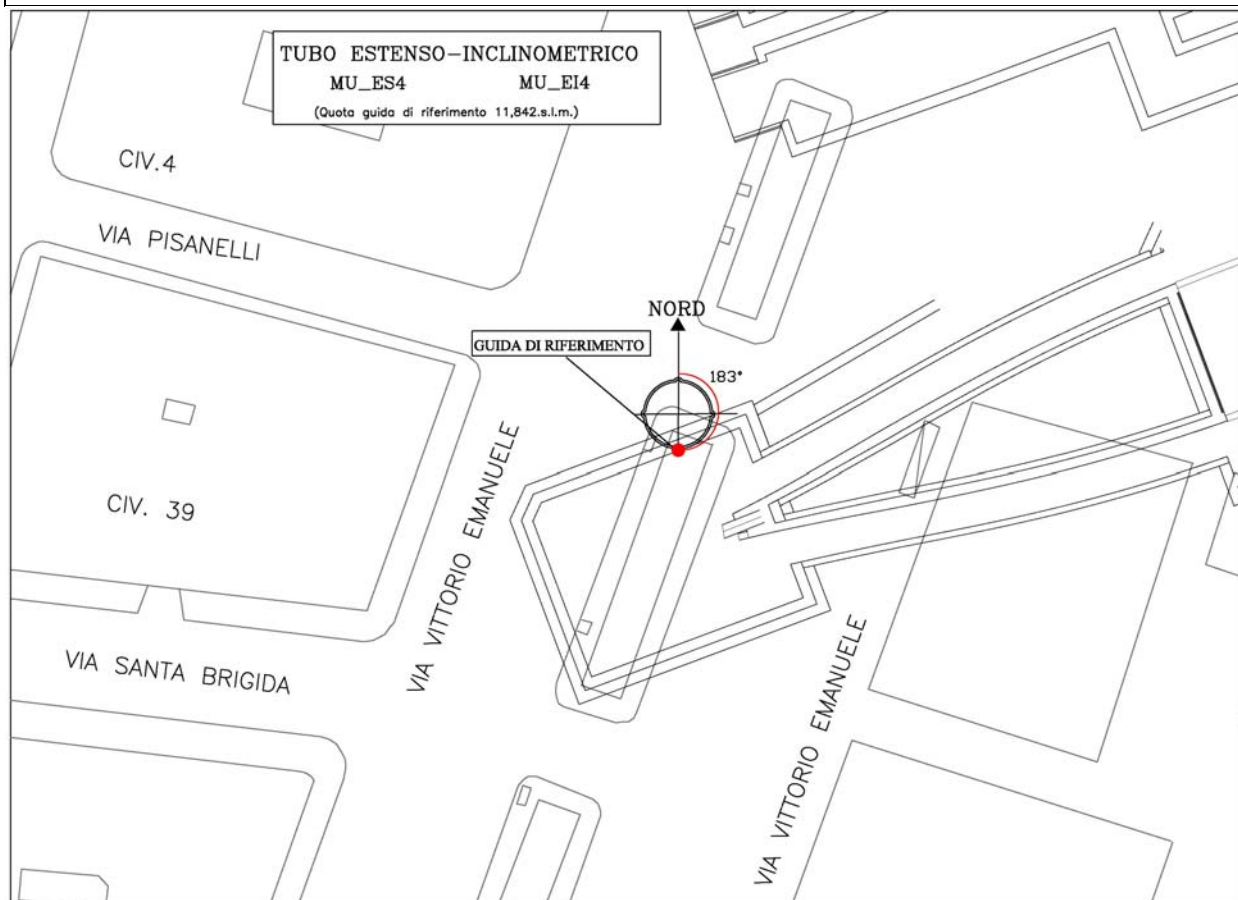 TUBO ESTENSO-INCLINOMETRICO
MU_ES4 MU_EI4
(Quota guida di riferimento 11,842.s.l.m.)
CIV.4
VIA PISANELLI
NORD
GUIDA DI RIFERIMENTO
183°
VIA VITTORIO EMANUELE
CIV. 39
VIA SANTA BRIGIDA
VIA VITTORIO EMANUELE